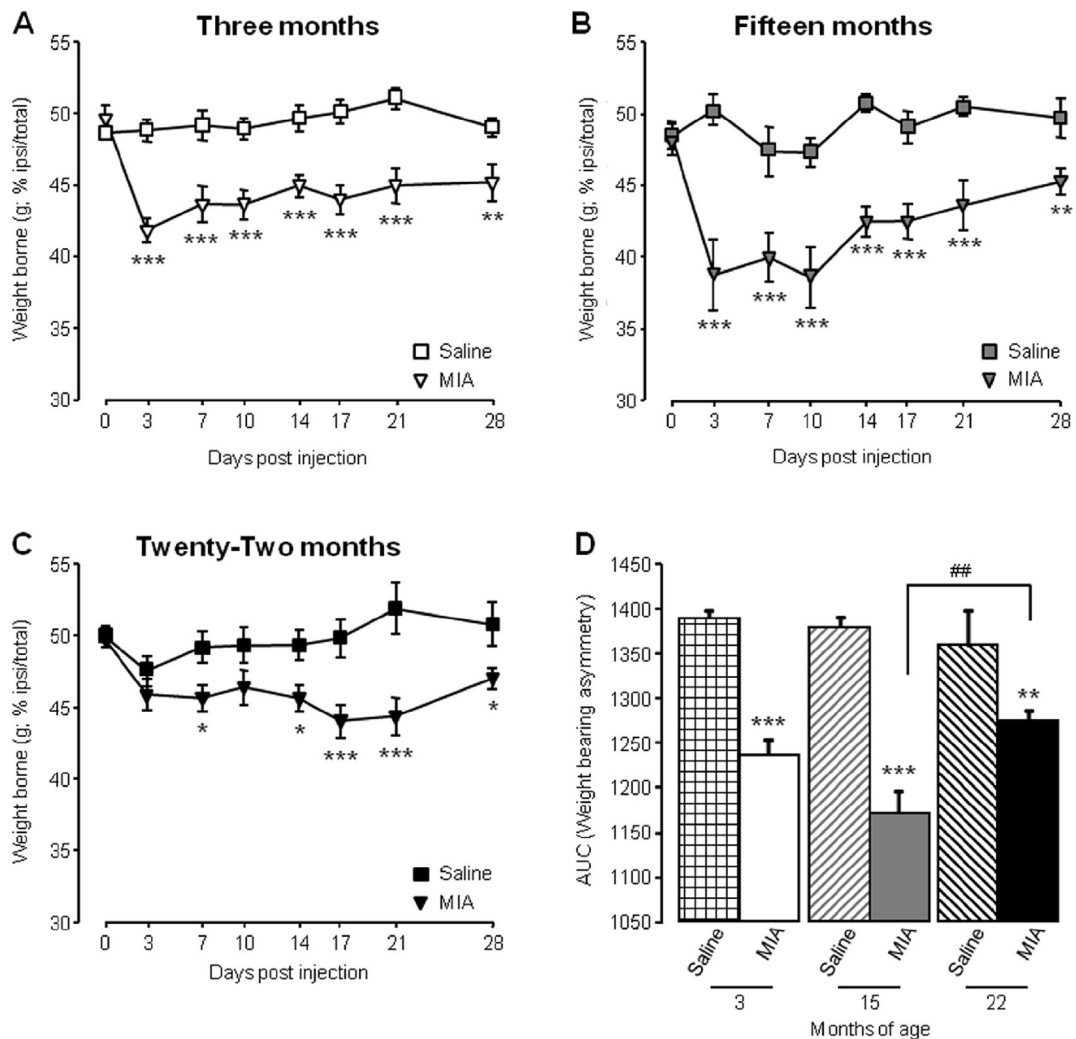 A
Three months
55
50
45
40
35
30
Weight borne (g; % ipsi/total)
***
***
***
***
***
***
**
Saline
MIA
0 3 7 10 14 17 21 28
Days post injection
B
Fifteen months
55
50
45
40
35
30
Weight borne (g; % ipsi/total)
***
***
***
***
***
***
**
Saline
MIA
0 3 7 10 14 17 21 28
Days post injection
C
Twenty-Two months
55
50
45
40
35
30
Weight borne (g; % ipsi/total)
*
*
***
***
*
Saline
MIA
0 3 7 10 14 17 21 28
Days post injection
D
1450
1400
1350
1300
1250
1200
1150
1100
1050
AUC (Weight bearing asymmetry)
##
***
***
**
Saline MIA Saline MIA Saline MIA
3 15 22
Months of age